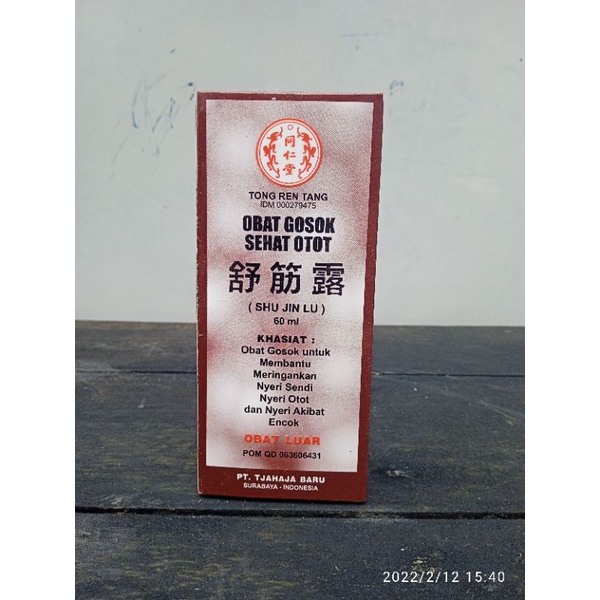 同仁堂
TONG REN TANG
IDM 000279475
OBAT GOSOK
SEHAT OTOT
舒筋露
( SHU JIN LU )
60 ml
KHASIAT :
Obat Gosok untuk
Membantu
Meringankan
Nyeri Sendi
Nyeri Otot
dan Nyeri Akibat
Encok
OBAT LUAR
POM QD 063606431
PT. TJAHAJA BARU
SURABAYA - INDONESIA
2022/2/12 15:40